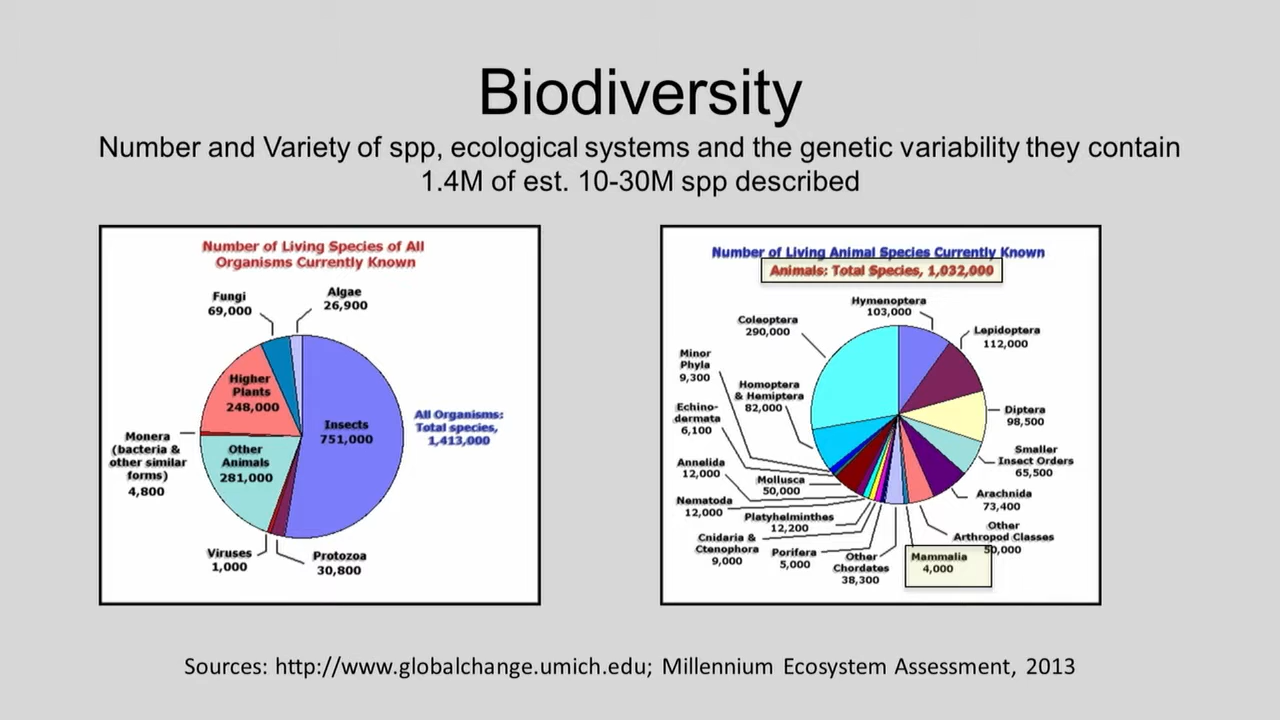 Biodiversity
Number and Variety of spp, ecological systems and the genetic variability they contain
1.4M of est. 10-30M spp described
Number of Living Species of All
Organisms Currently Known
Fungi
69,000
Algae
26,900
Higher
Plants
248,000
Insects
751,000
All Organisms:
Total species,
1,413,000
Monera
(bacteria &
other similar
forms)
4,800
Other
Animals
281,000
Viruses
1,000
Protozoa
30,800
Number of Living Animal Species Currently Known
Animals: Total Species, 1,032,000
Hymenoptera
103,000
Coleoptera
290,000
Lepidoptera
112,000
Minor
Phyla
9,300
Homoptera
& Hemiptera
82,000
Echino-
dermata
6,100
Diptera
98,500
Smaller
Insect Orders
65,500
Annelida
12,000
Mollusca
50,000
Arachnida
73,400
Nematoda
12,000
Platyhelminthes
12,200
Other
Arthropod Classes
50,000
Cnidaria &
Ctenophora
9,000
Porifera
5,000
Other
Chordates
38,300
Mammalia
4,000
Sources: http://www.globalchange.umich.edu; Millennium Ecosystem Assessment, 2013